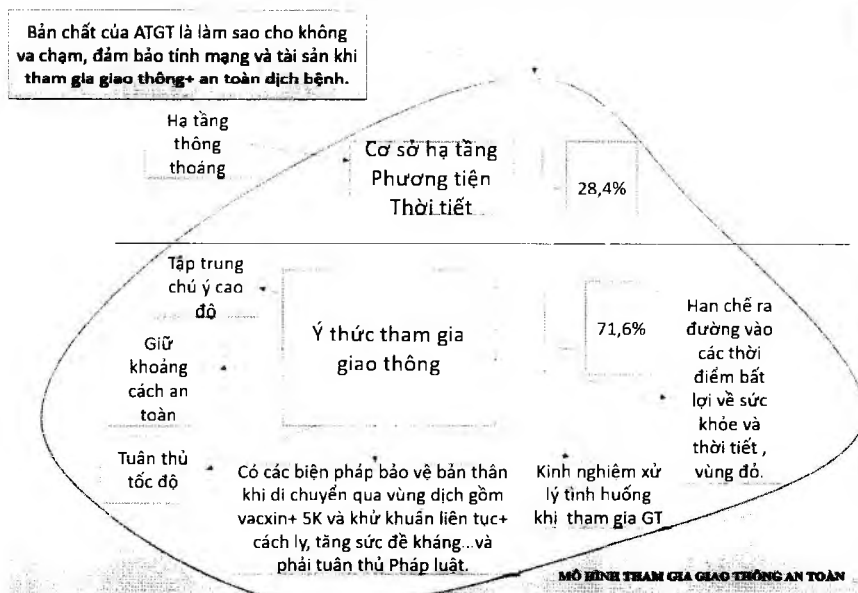 Bản chất của ATGT là làm sao cho không
va chạm, đảm bảo tính mạng và tài sản khi
tham gia giao thông+ an toàn dịch bệnh.
Hạ tầng
thông
thoáng
Cơ sở hạ tầng
Phương tiện
Thời tiết
28,4%
Tập trung
chú ý cao
độ
Giữ
khoảng
cách an
toàn
Tuân thủ
tốc độ
Ý thức tham gia
giao thông
71,6%
Han chế ra
đường vào
các thời
điểm bất
lợi về sức
khỏe và
thời tiết ,
vùng đỏ.
Có các biện pháp bảo vệ bản thân
khi di chuyển qua vùng dịch gồm
vacxin+ 5K và khử khuẩn liên tục+
cách ly, tăng sức đề kháng...và
phải tuân thủ Pháp luật.
Kinh nghiêm xử
lý tình huống
khi tham gia GT
MÔ HÌNH THAM GIA GIAO THÔNG AN TOÀN